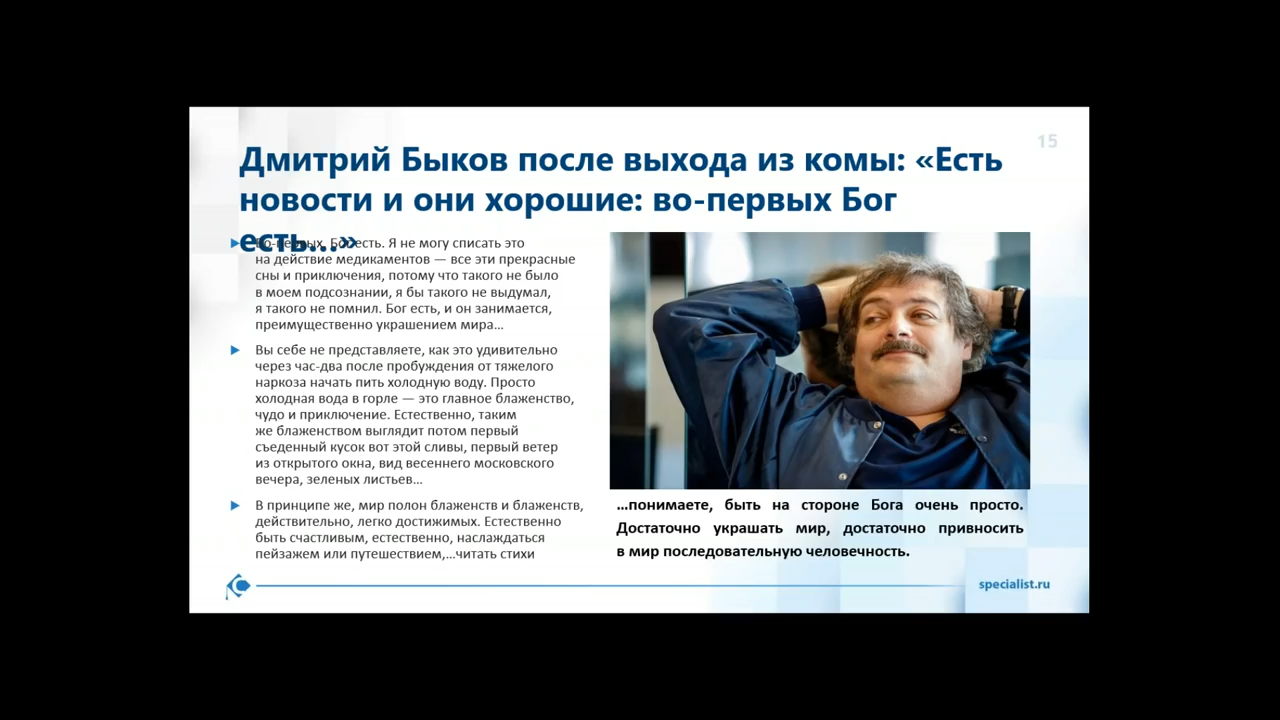 15
Дмитрий Быков после выхода из комы: «Есть
новости и они хорошие: во-первых Бог
есть...»
Во-первых, Бог есть. Я не могу списать это
на действие медикаментов — все эти прекрасные
сны и приключения, потому что такого не было
в моем подсознании, я бы такого не выдумал,
я такого не помнил. Бог есть, и он занимается,
преимущественно украшением мира...
Вы себе не представляете, как это удивительно
через час-два после пробуждения от тяжелого
наркоза начать пить холодную воду. Просто
холодная вода в горле — это главное блаженство,
чудо и приключение. Естественно, таким
же блаженством выглядит потом первый
съеденный кусок вот этой сливы, первый ветер
из открытого окна, вид весеннего московского
вечера, зеленых листьев...
В принципе же, мир полон блаженств и блаженств,
действительно, легко достижимых. Естественно
быть счастливым, естественно, наслаждаться
пейзажем или путешествием,...читать стихи
...понимаете, быть на стороне Бога очень просто.
Достаточно украшать мир, достаточно привносить
в мир последовательную человечность.
specialist.ru